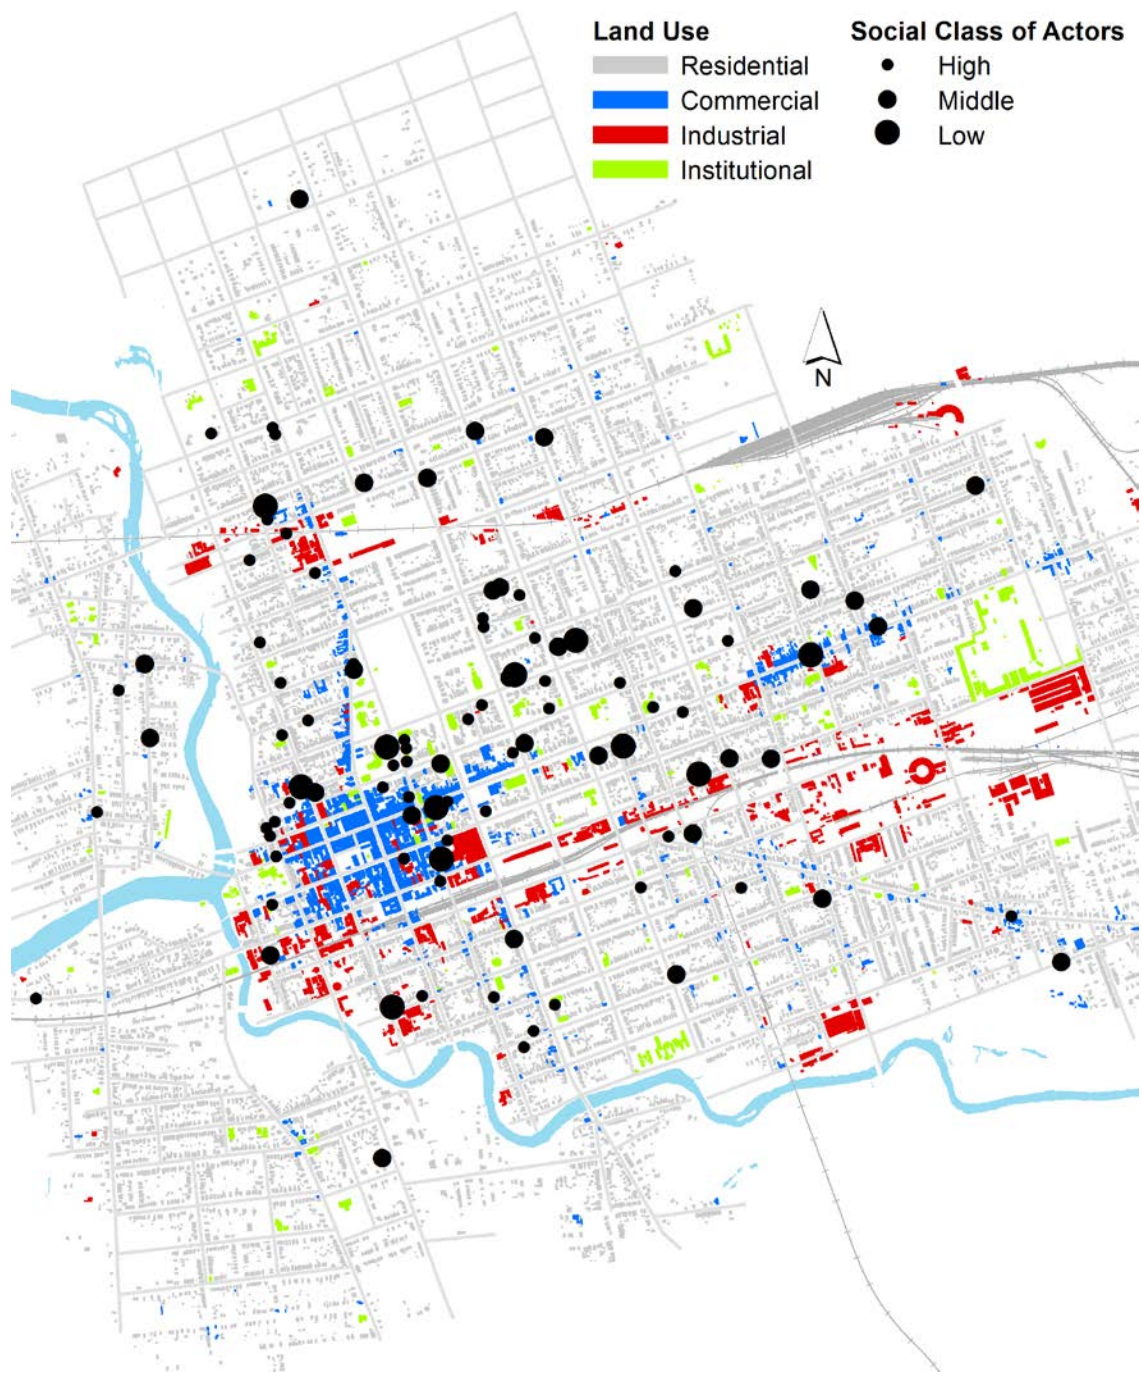 Land Use
Residential
Commercial
Industrial
Institutional
Social Class of Actors
High
Middle
Low
N